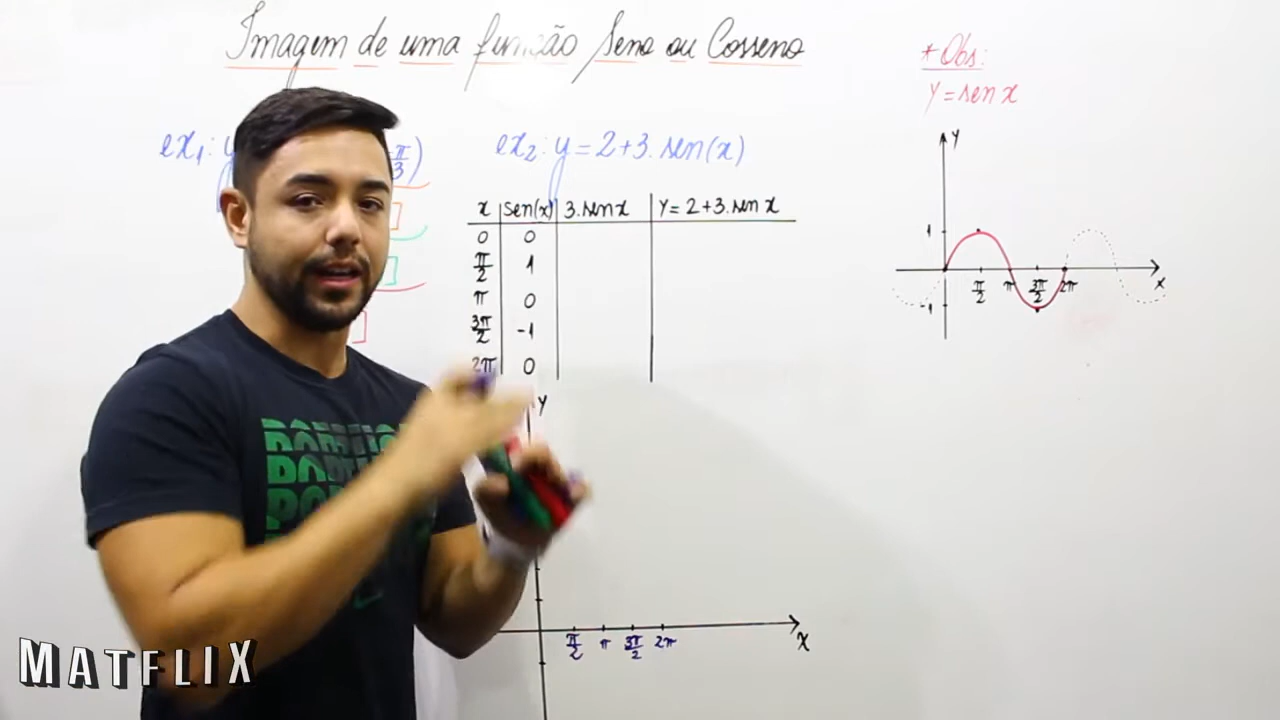 Imagem de uma função Seno ou Cosseno
* Obs:
y = sen x
ex1: y
π/3)
ex2: y = 2+3.sen(x)
x sen(x) 3.sen x y = 2+3.sen x
0 0
π/2 1
π 0
3π/2 -1
2π 0
y
1
π/2 π 3π/2 2π x
-1
y
π/2 π 3π/2 2π x
MATFLIX